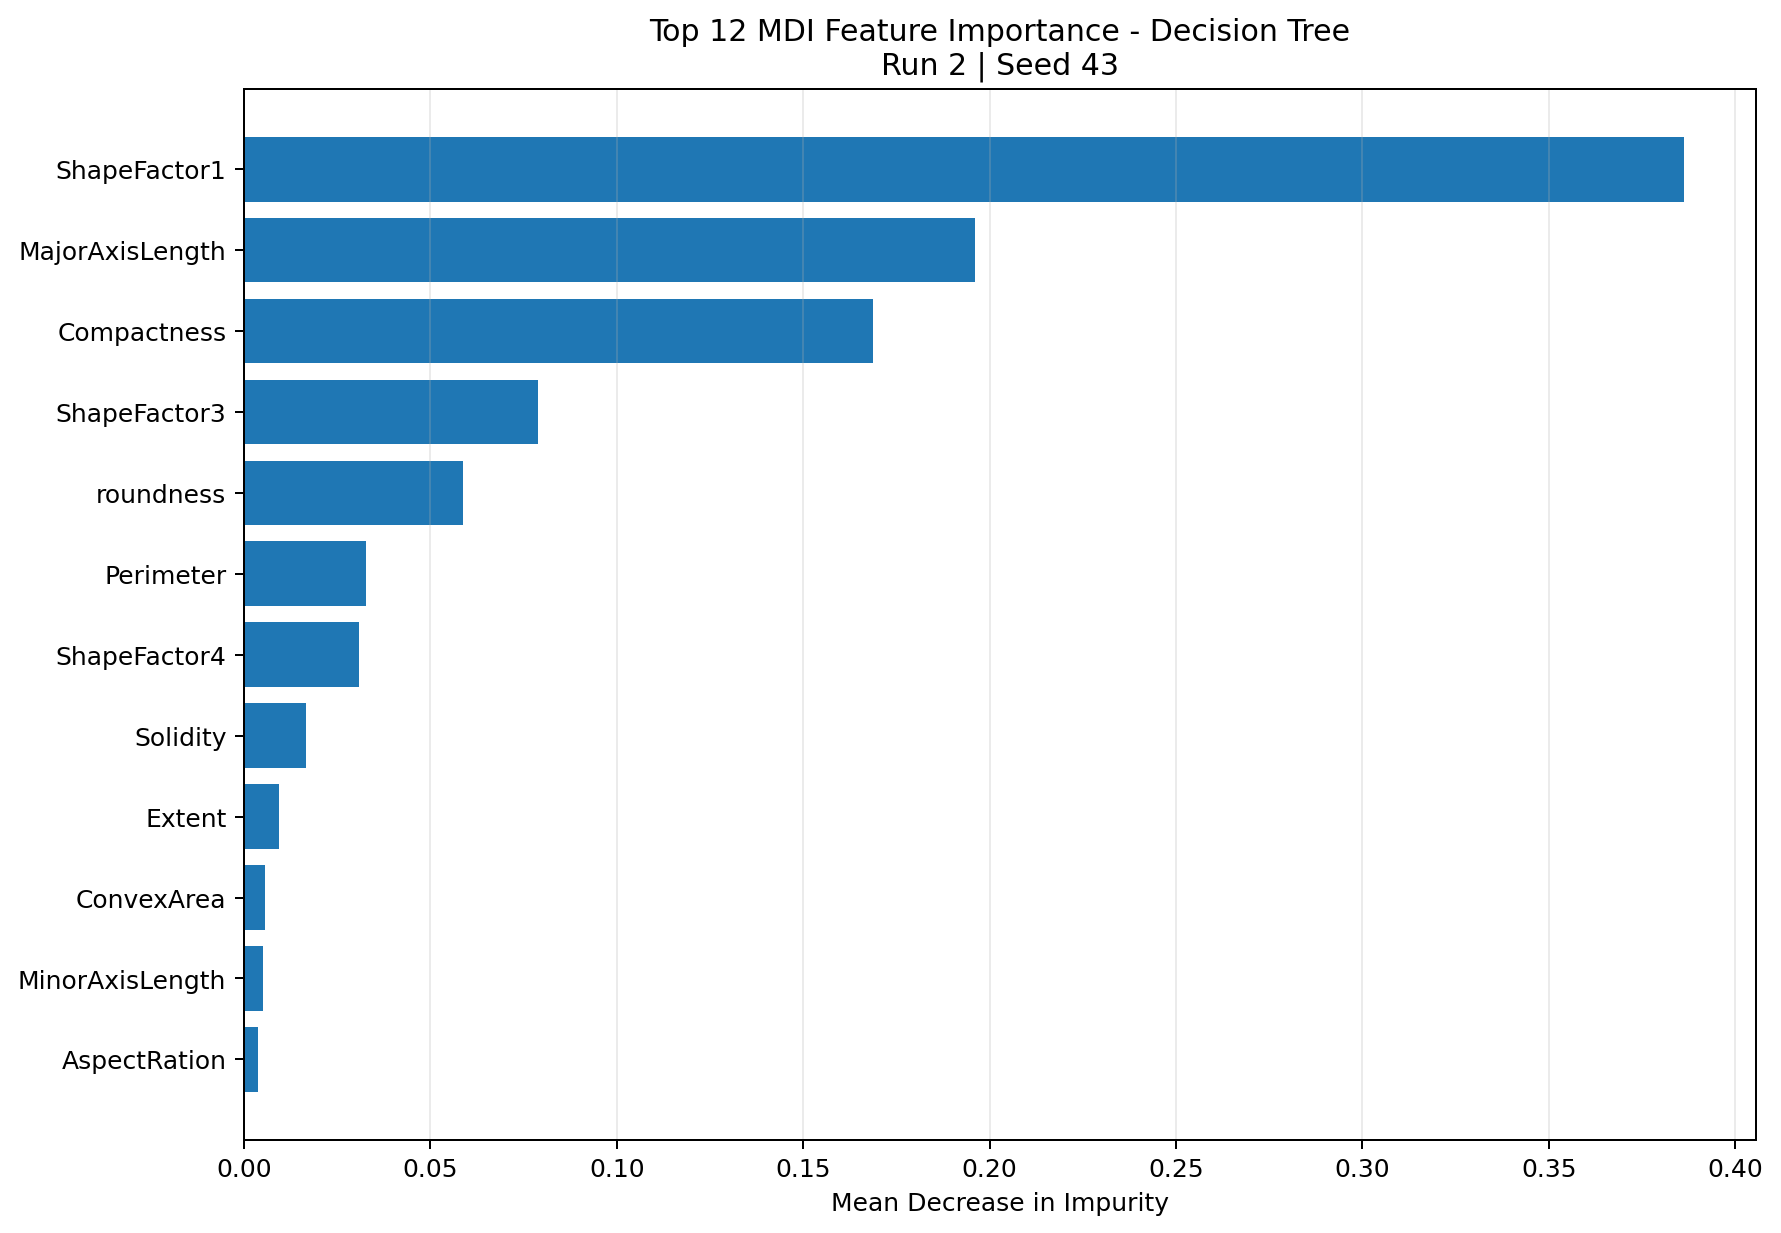 Top 12 MDI Feature Importance - Decision Tree
Run 2 | Seed 43
ShapeFactor1
MajorAxisLength
Compactness
ShapeFactor3
roundness
Perimeter
ShapeFactor4
Solidity
Extent
ConvexArea
MinorAxisLength
AspectRation
0.00 0.05 0.10 0.15 0.20 0.25 0.30 0.35 0.40
Mean Decrease in Impurity